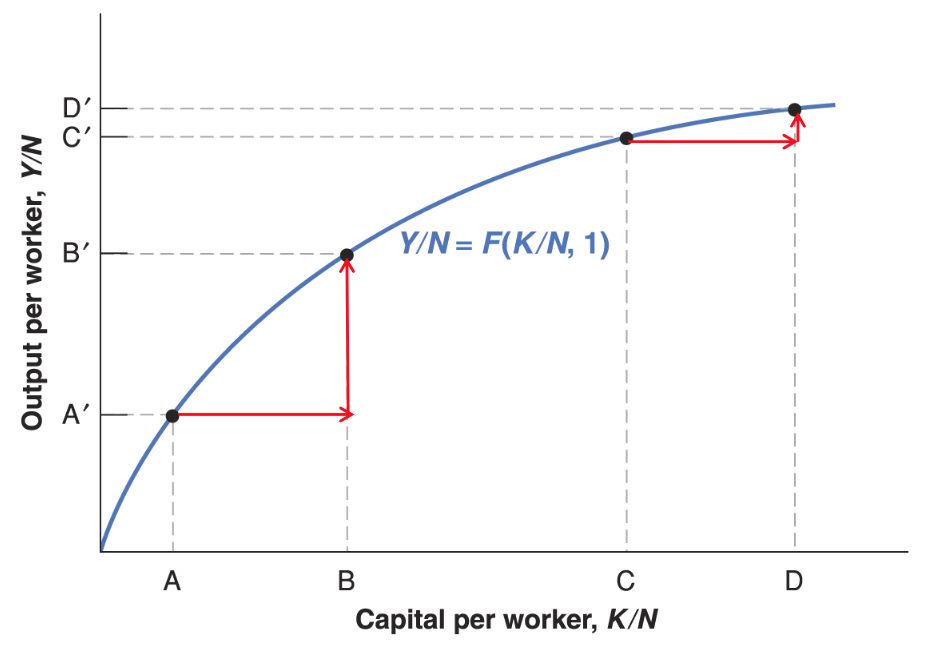 D′
C′
B′
A′
Output per worker, Y/N
Y/N = F(K/N, 1)
A B C D
Capital per worker, K/N